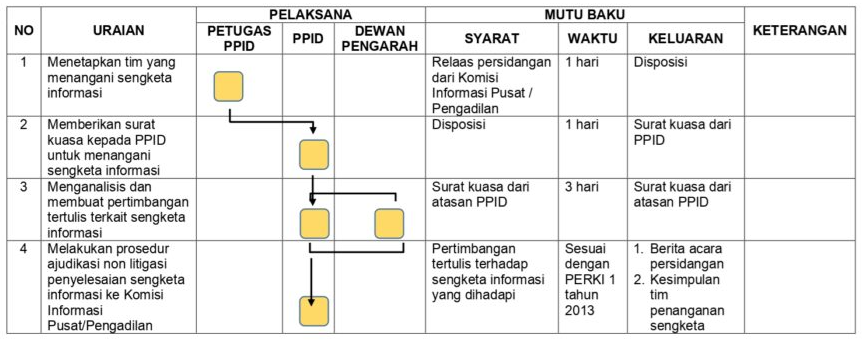 NO URAIAN PELAKSANA MUTU BAKU KETERANGAN
PETUGAS PPID PPID DEWAN PENGARAH SYARAT WAKTU KELUARAN
1 Menetapkan tim yang
menangani sengketa
informasi
Relaas persidangan
dari Komisi
Informasi Pusat /
Pengadilan
1 hari
Disposisi
2 Memberikan surat
kuasa kepada PPID
untuk menangani
sengketa informasi
Disposisi
1 hari
Surat kuasa dari
PPID
3 Menganalisis dan
membuat pertimbangan
tertulis terkait sengketa
informasi
Surat kuasa dari
atasan PPID
3 hari
Surat kuasa dari
atasan PPID
4 Melakukan prosedur
ajudikasi non litigasi
penyelesaian sengketa
informasi ke Komisi
Informasi
Pusat/Pengadilan
Pertimbangan
tertulis terhadap
sengketa informasi
yang dihadapi
Sesuai
dengan
PERKI 1
tahun
2013
1. Berita acara
persidangan
2. Kesimpulan
tim
penanganan
sengketa